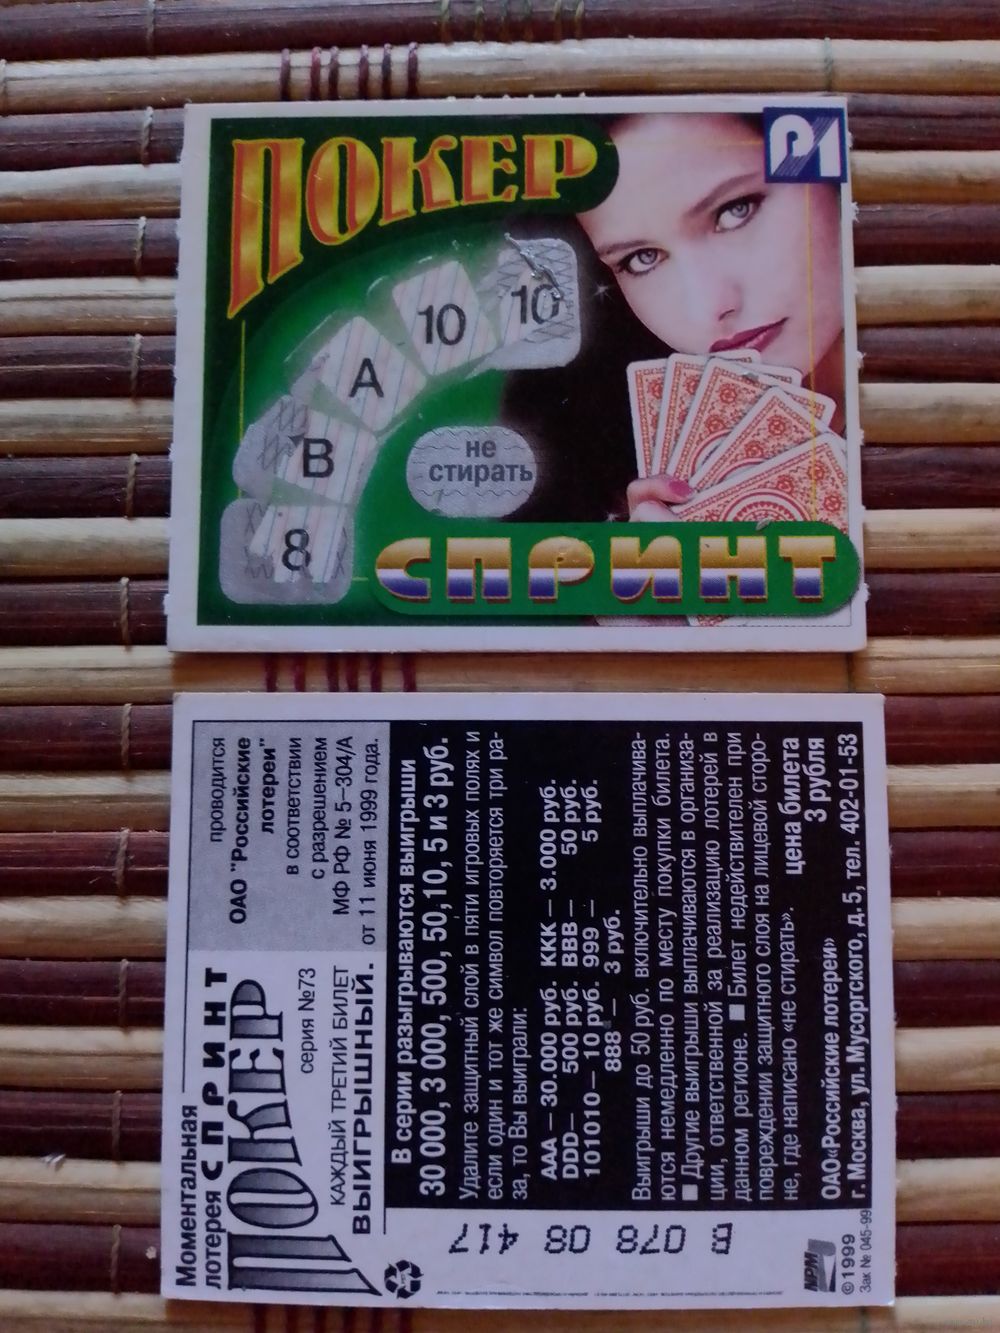 ПОКЕР
Р1
10
10
А
В
8
не
стирать
СПРИНТ
Моментальная
лотерея СПРИНТ
ПОКЕР
серия №73
КАЖДЫЙ ТРЕТИЙ БИЛЕТ
ВЫИГРЫШНЫЙ.
проводится
ОАО "Российские
лотереи"
в соответствии
с разрешением
МФ РФ № 5–304/А
от 11 июня 1999 года.
В серии разыгрываются выигрыши
30 000, 3 000, 500, 50,10, 5 и 3 руб.
Удалите защитный слой в пяти игровых полях и
если один и тот же символ повторяется три ра-
за, то Вы выиграли:
ААА – 30.000 руб. ККК – 3.000 руб.
DDD– 500 руб. ВВВ – 50 руб.
101010 – 10 руб. 999 – 5 руб.
888 – 3 руб.
Выигрыши до 50 руб. включительно выплачива-
ются немедленно по месту покупки билета.
■ Другие выигрыши выплачиваются в организа-
ции, ответственной за реализацию лотерей в
данном регионе. ■ Билет недействителен при
повреждении защитного слоя на лицевой сторо-
не, где написано «не стирать».
цена билета
3 рубля
ОАО«Российские лотереи»
г. Москва, ул. Мусоргского, д. 5, тел. 402-01-53
В 078 08 417
NPM
©1999
Зак № 045-99